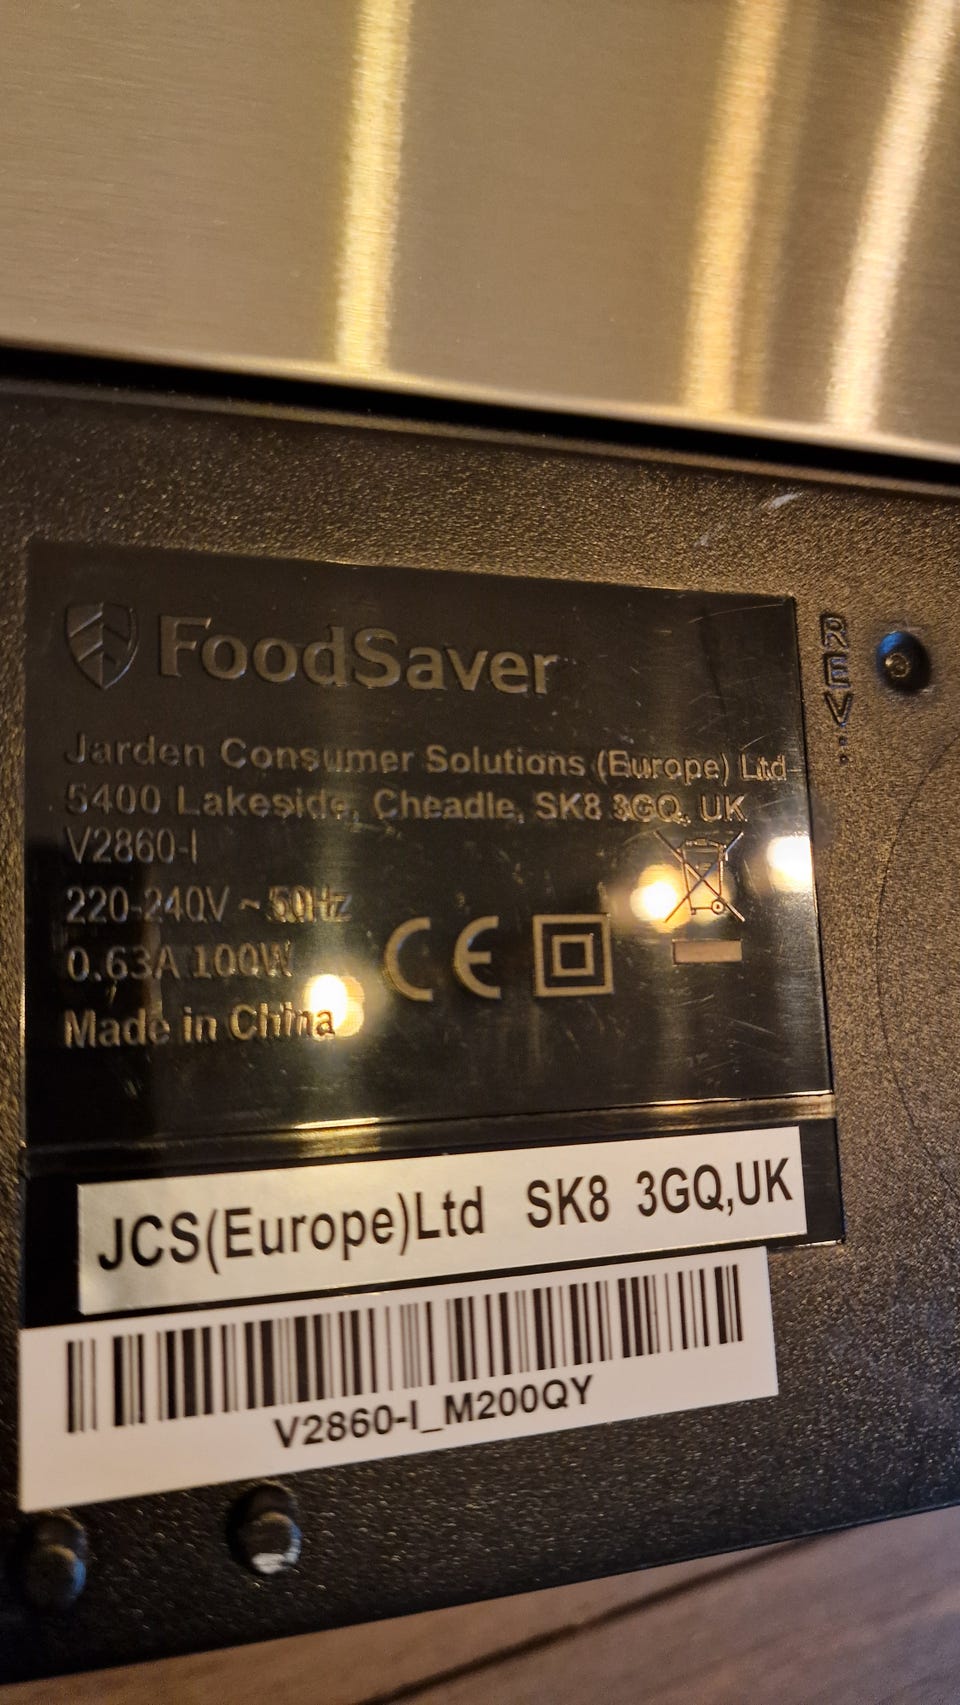 FoodSaver
REV.:
Jarden Consumer Solutions (Europe) Ltd
5400 Lakeside, Cheadle, SK8 3GQ, UK
V2860-I
220-240V ~ 50Hz
0.63A 100W
CE
Made in China
JCS(Europe)Ltd SK8 3GQ,UK
V2860-I_M200QY